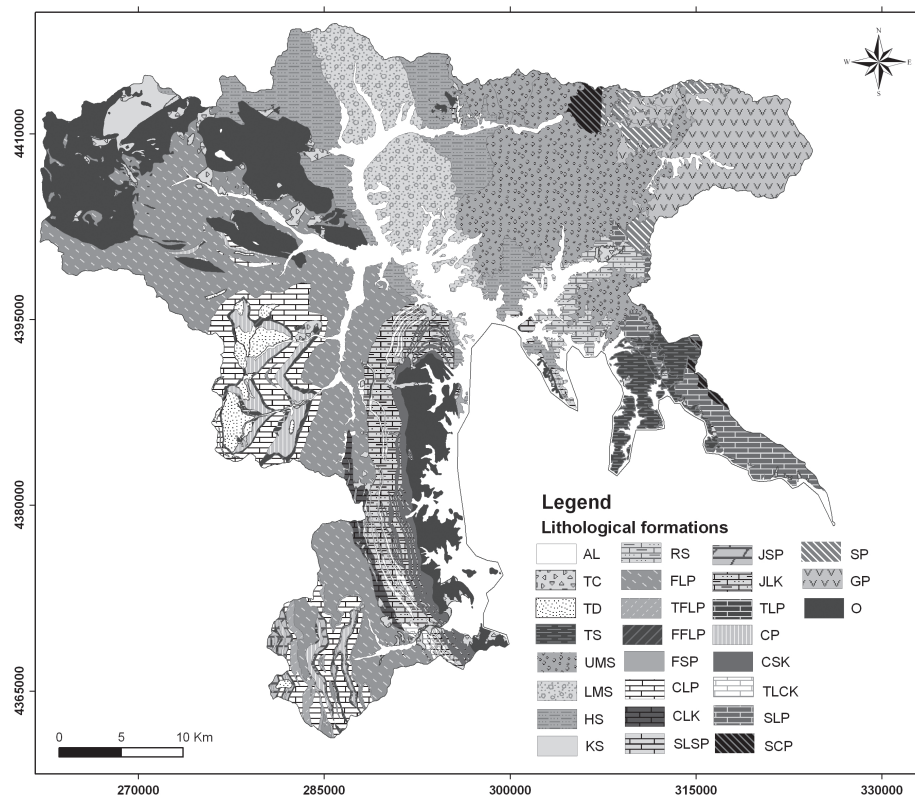 N
W E
S
4410000
4395000
4380000
4365000
Legend
Lithological formations
AL RS JSP SP
TC FLP JLK GP
TD TFLP TLP O
TS FFLP CP
UMS FSP CSK
LMS CLP TLCK
HS CLK SLP
KS SLSP SCP
0 5 10 Km
270000 285000 300000 315000 330000